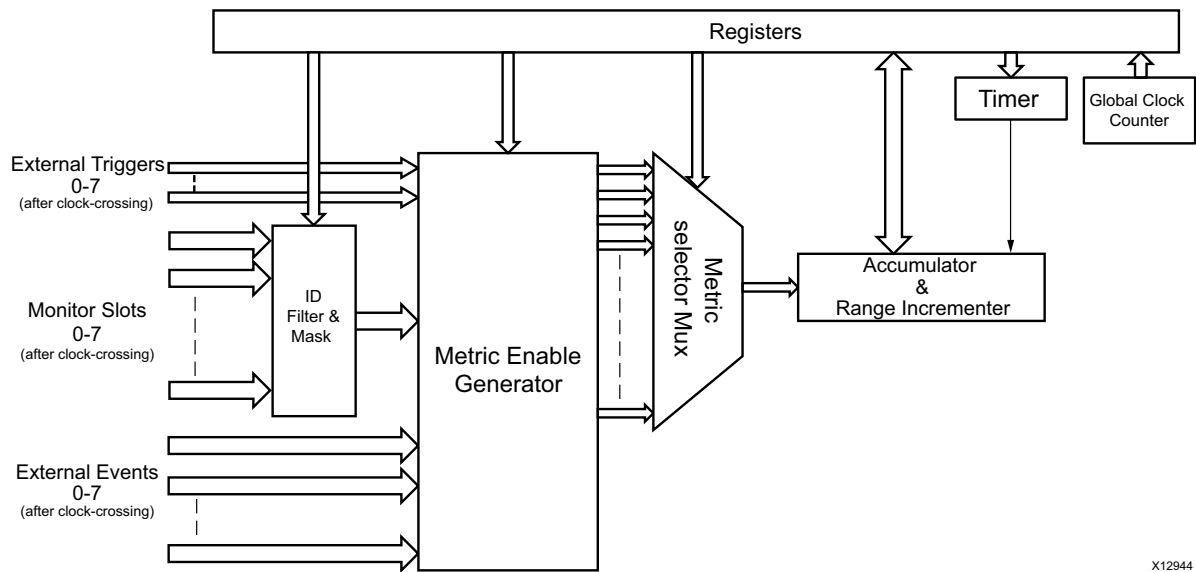 Registers
Timer
Global Clock
Counter
External Triggers
0-7
(after clock-crossing)
Monitor Slots
0-7
(after clock-crossing)
ID
Filter &
Mask
Metric Enable
Generator
Metric
selector Mux
Accumulator
&
Range Incrementer
External Events
0-7
(after clock-crossing)
X12944